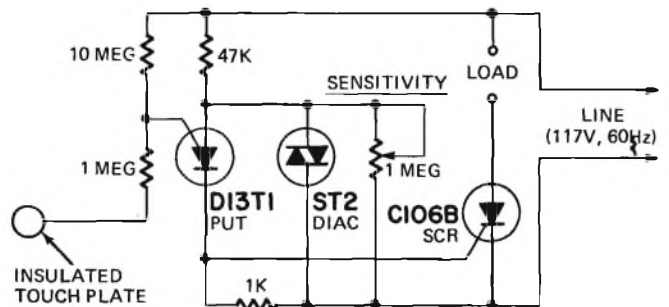 10 MEG
47K
SENSITIVITY
LOAD
LINE
(117V, 60Hz)
1 MEG
1 MEG
D13T1
PUT
ST2
DIAC
C106B
SCR
INSULATED
TOUCH PLATE
1K